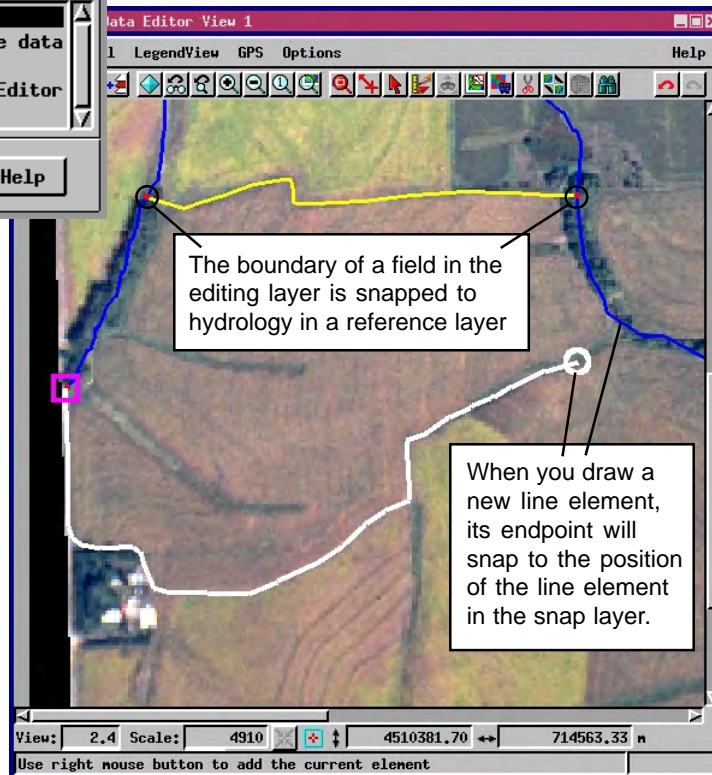 e data
Editor
Help
Data Editor View 1
l LegendView GPS Options Help
The boundary of a field in the
editing layer is snapped to
hydrology in a reference layer
When you draw a
new line element,
its endpoint will
snap to the position
of the line element
in the snap layer.
View: 2.4 Scale: 4910 4510381.70 714563.33 m
Use right mouse button to add the current element